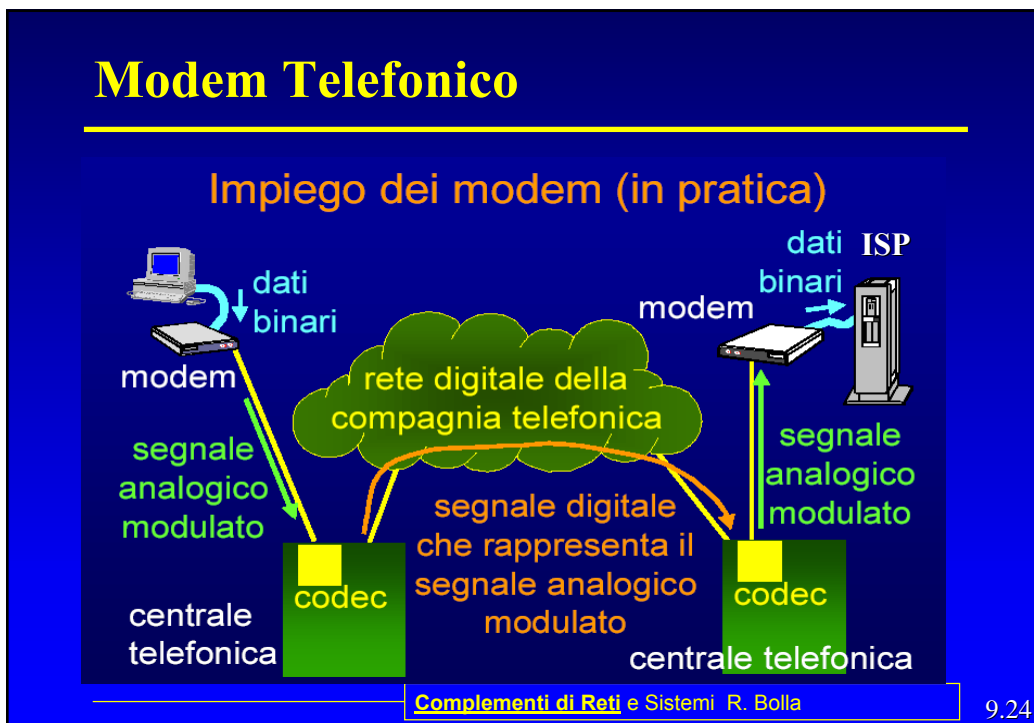 Modem Telefonico
Impiego dei modem (in pratica)
dati
binari
modem
segnale
analogico
modulato
rete digitale della
compagnia telefonica
dati
binari
ISP
modem
segnale
analogico
modulato
segnale digitale
che rappresenta il
segnale analogico
modulato
codec
centrale
telefonica
codec
centrale telefonica
Complementi di Reti e Sistemi R. Bolla
9.24